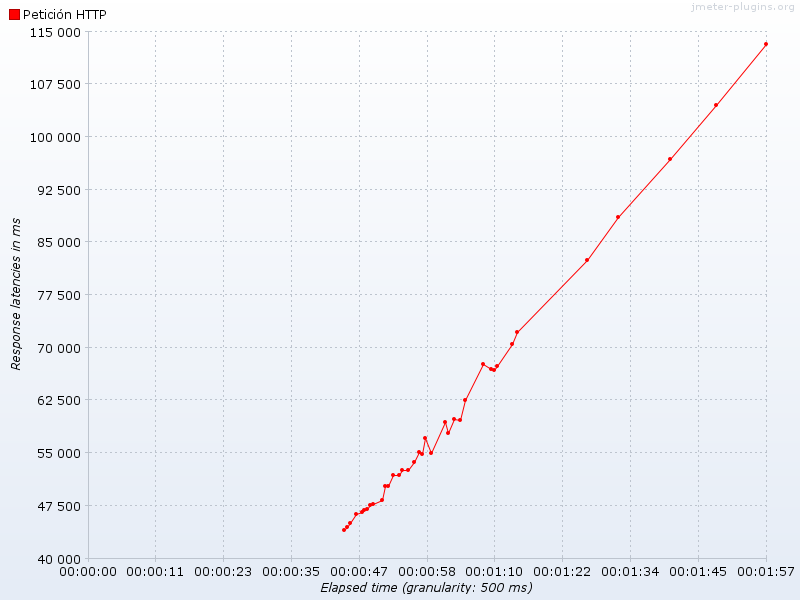 jmeter-plugins.org
Petición HTTP
115 000
107 500
100 000
92 500
85 000
77 500
70 000
62 500
55 000
47 500
40 000
Response latencies in ms
00:00:00 00:00:11 00:00:23 00:00:35 00:00:47 00:00:58 00:01:10 00:01:22 00:01:34 00:01:45 00:01:57
Elapsed time (granularity: 500 ms)